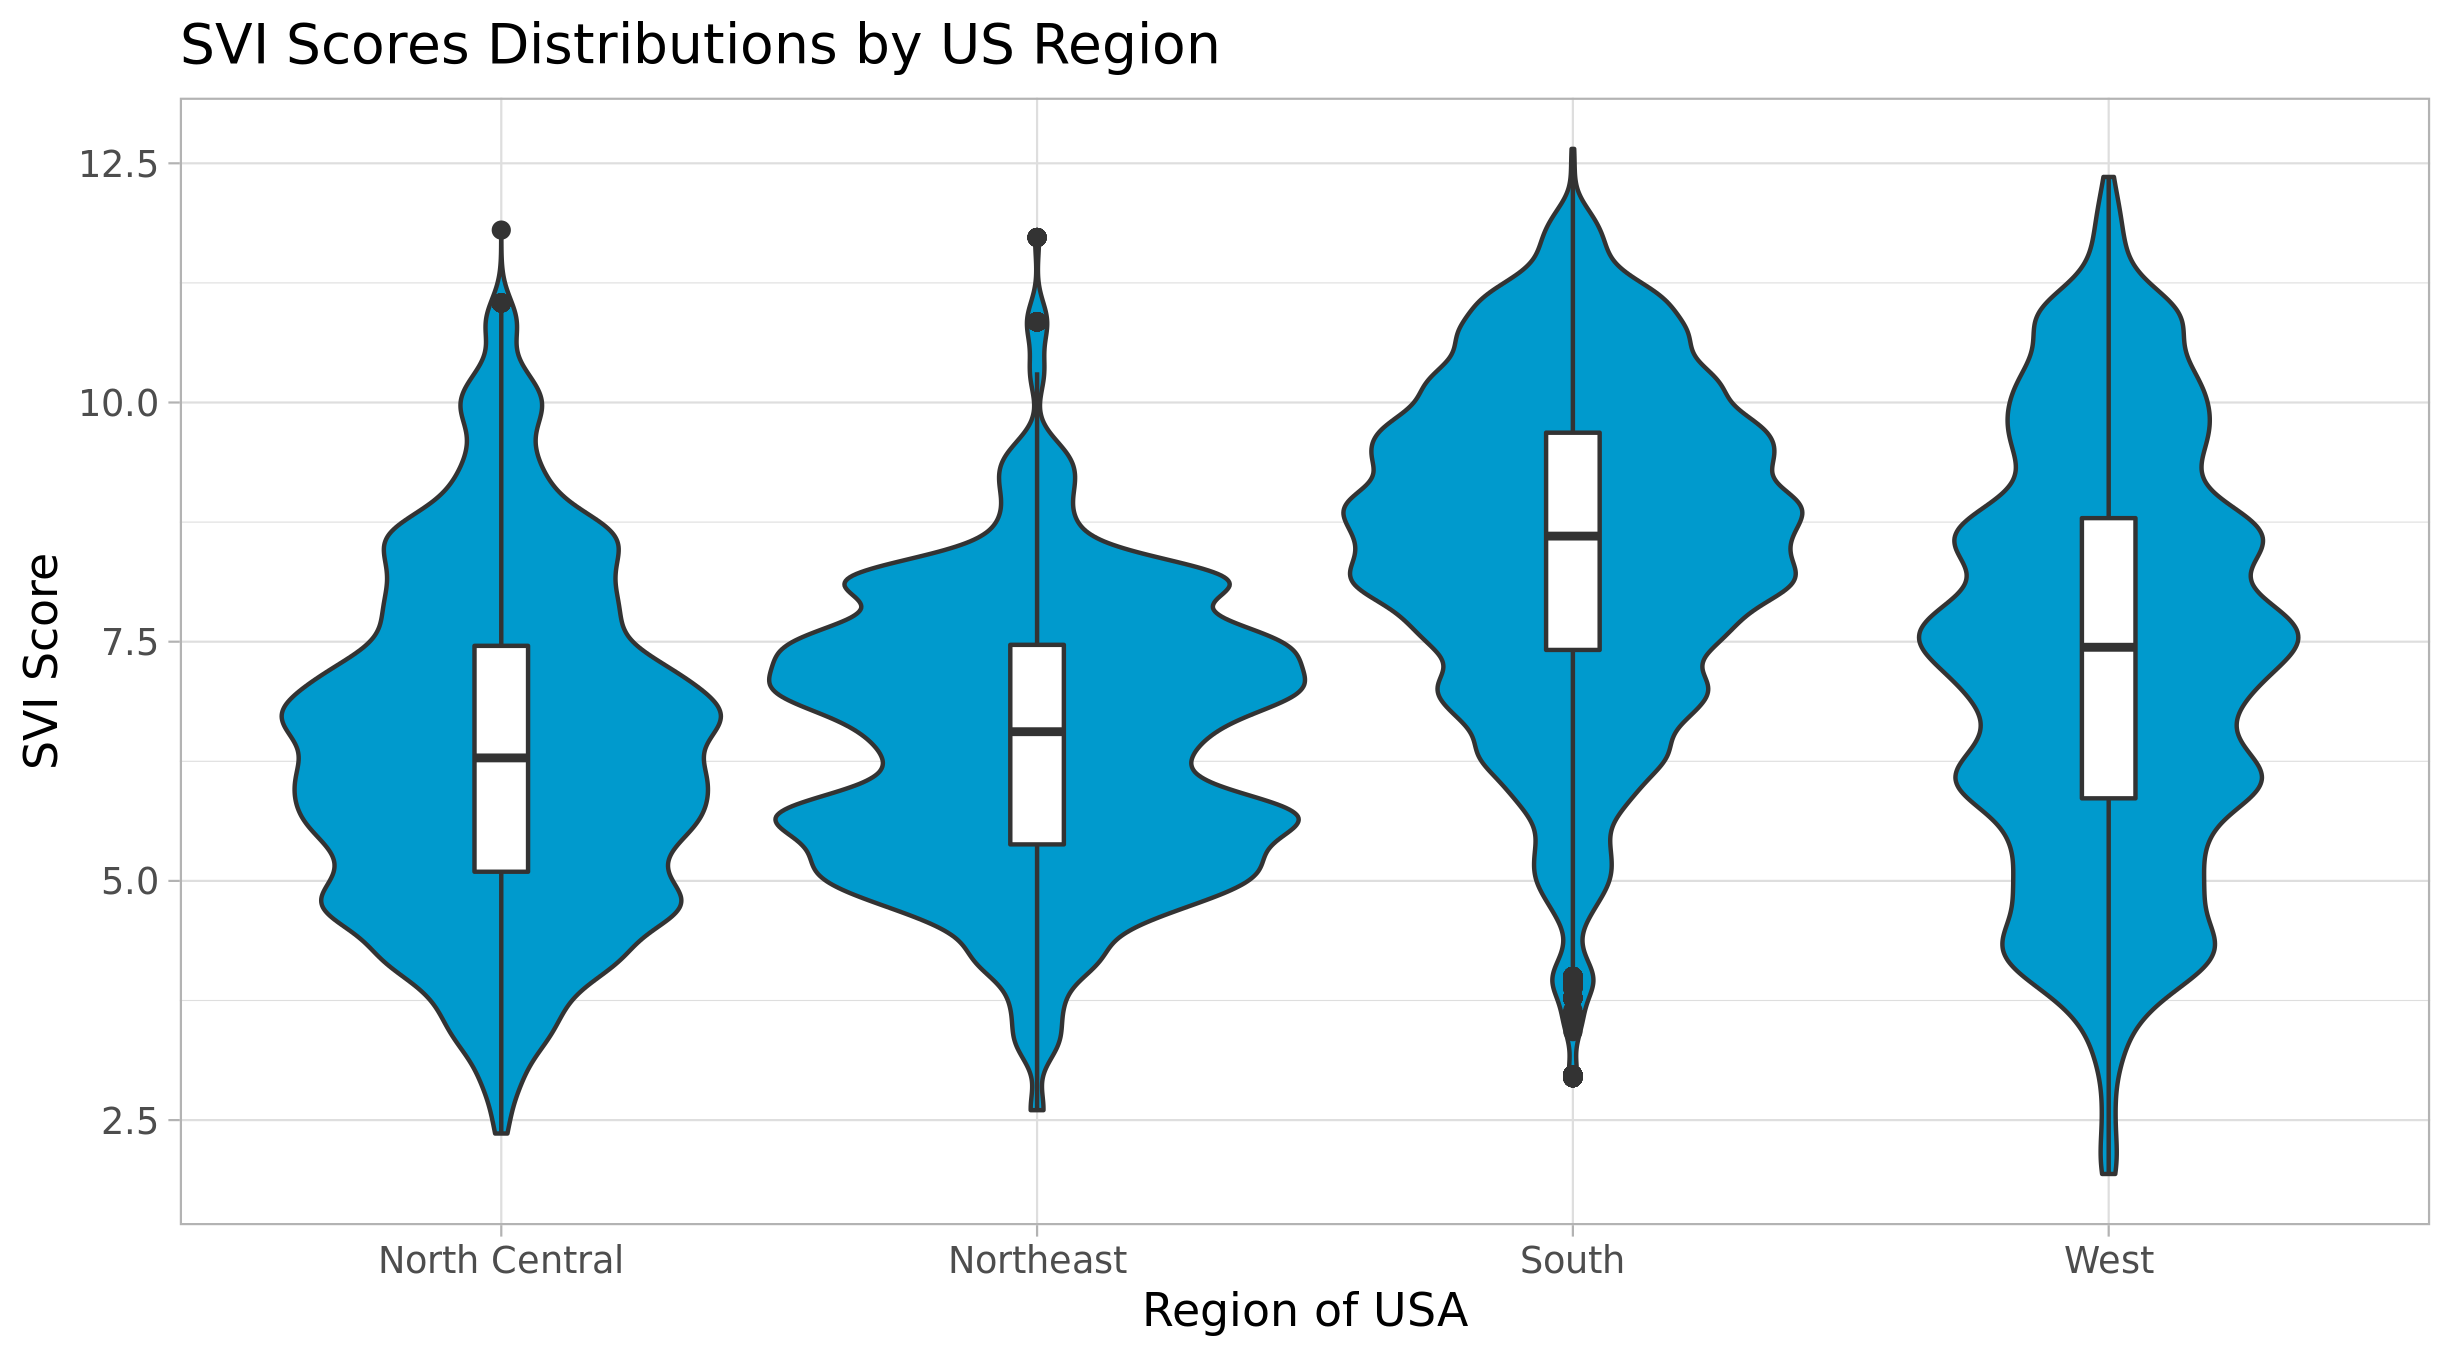 SVI Scores Distributions by US Region
SVI Score
12.5
10.0
7.5
5.0
2.5
North Central
Northeast
South
West
Region of USA